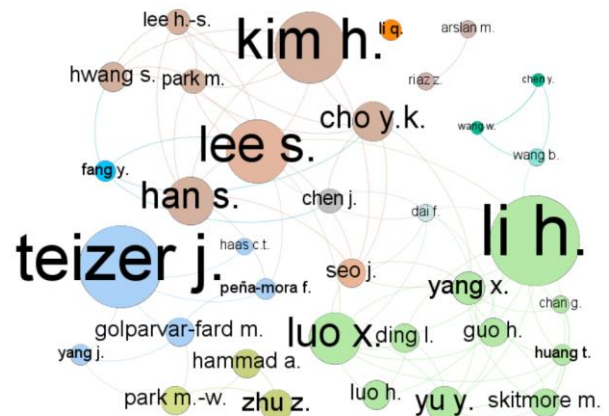 lee h.-s.
kim h.
li q.
arslan m.
hwang s.
park m.
riaz z.
chen y.
cho y.k.
wang w.
lee s.
wang b.
fang y.
han s.
chen j.
dai f.
li h.
haas c.t.
teizer j.
seo j.
peña-mora f.
yang x.
chan g.
golparvar-fard m.
luo x.
ding l.
guo h.
yang j.
hammad a.
huang t.
park m.-w.
zhu z.
luo h.
yu y.
skitmore m.